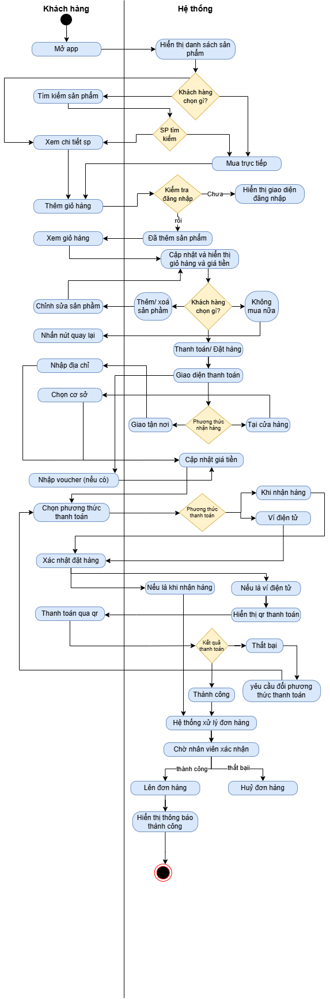 Khách hàng
Hệ thống
Mở app
Hiển thị danh sách sản
phẩm
Khách hàng
chọn gì?
Tìm kiếm sản phẩm
SP tìm
kiếm
Xem chi tiết sp
Mua trực tiếp
Kiểm tra
đăng nhập
Chưa
Hiển thị giao diện
đăng nhập
Thêm giỏ hàng
rồi
Xem giỏ hàng
Đã thêm sản phẩm
Cập nhật và hiển thị
giỏ hàng và giá tiền
Chỉnh sửa sản phầm
Thêm/ xoá
sản phầm
Khách hàng
chọn gì?
Không
mua nữa
Nhấn nút quay lại
Thanh toán/ Đặt hàng
Nhập địa chỉ
Giao diện thanh toán
Chọn cơ sở
Giao tận nơi
Phương thức
nhận hàng
Tại cửa hàng
Cập nhật giá tiền
Nhập voucher (nếu có)
Chọn phương thức
thanh toán
Phương thức
thanh toán
Khi nhận hàng
Ví điện tử
Xác nhật đặt hàng
Nếu là khi nhận hàng
Nếu là ví điện tử
Thanh toán qua qr
Hiển thị qr thanh toán
Kết quả
thanh toán
Thất bại
yêu cầu đổi phương
thức thanh toán
Thành công
Hệ thống xử lý đơn hàng
Chờ nhân viên xác nhận
thành công
thất bạii
Lên đơn hàng
Huỷ đơn hàng
Hiển thị thông báo
thành công